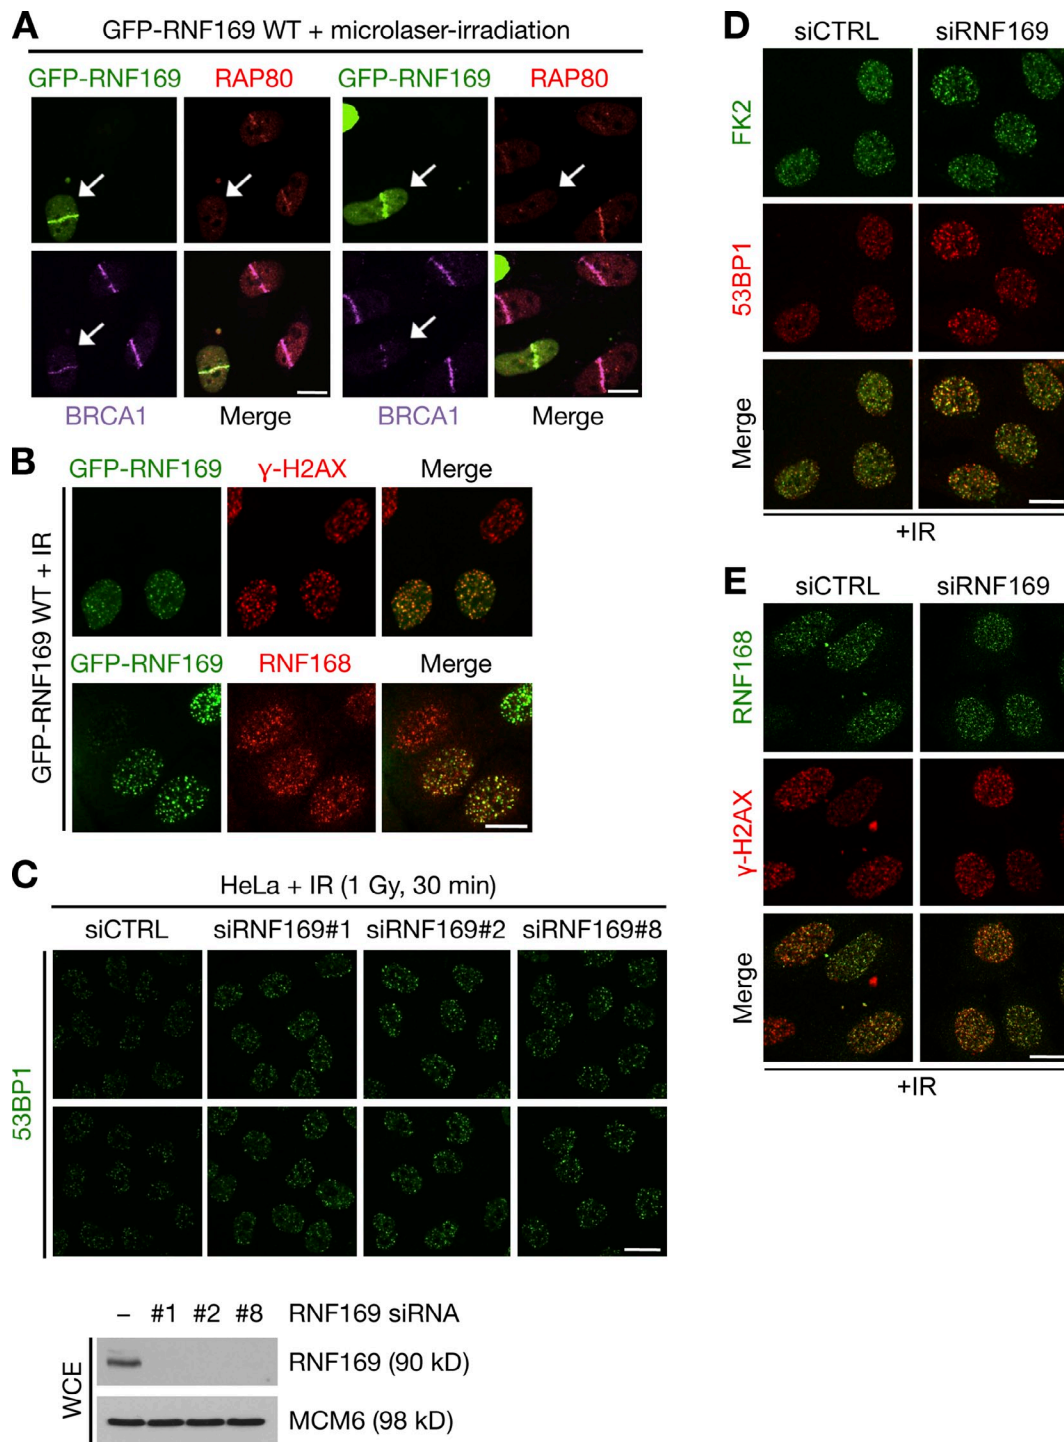 A
GFP-RNF169 WT + microlaser-irradiation
GFP-RNF169 RAP80 GFP-RNF169 RAP80
BRCA1 Merge BRCA1 Merge
B
GFP-RNF169 WT + IR
GFP-RNF169 γ-H2AX Merge
GFP-RNF169 RNF168 Merge
C
HeLa + IR (1 Gy, 30 min)
siCTRL siRNF169#1 siRNF169#2 siRNF169#8
53BP1
– #1 #2 #8 RNF169 siRNA
WCE
RNF169 (90 kD)
MCM6 (98 kD)
D
siCTRL siRNF169
FK2
53BP1
Merge
+IR
E
siCTRL siRNF169
RNF168
γ-H2AX
Merge
+IR